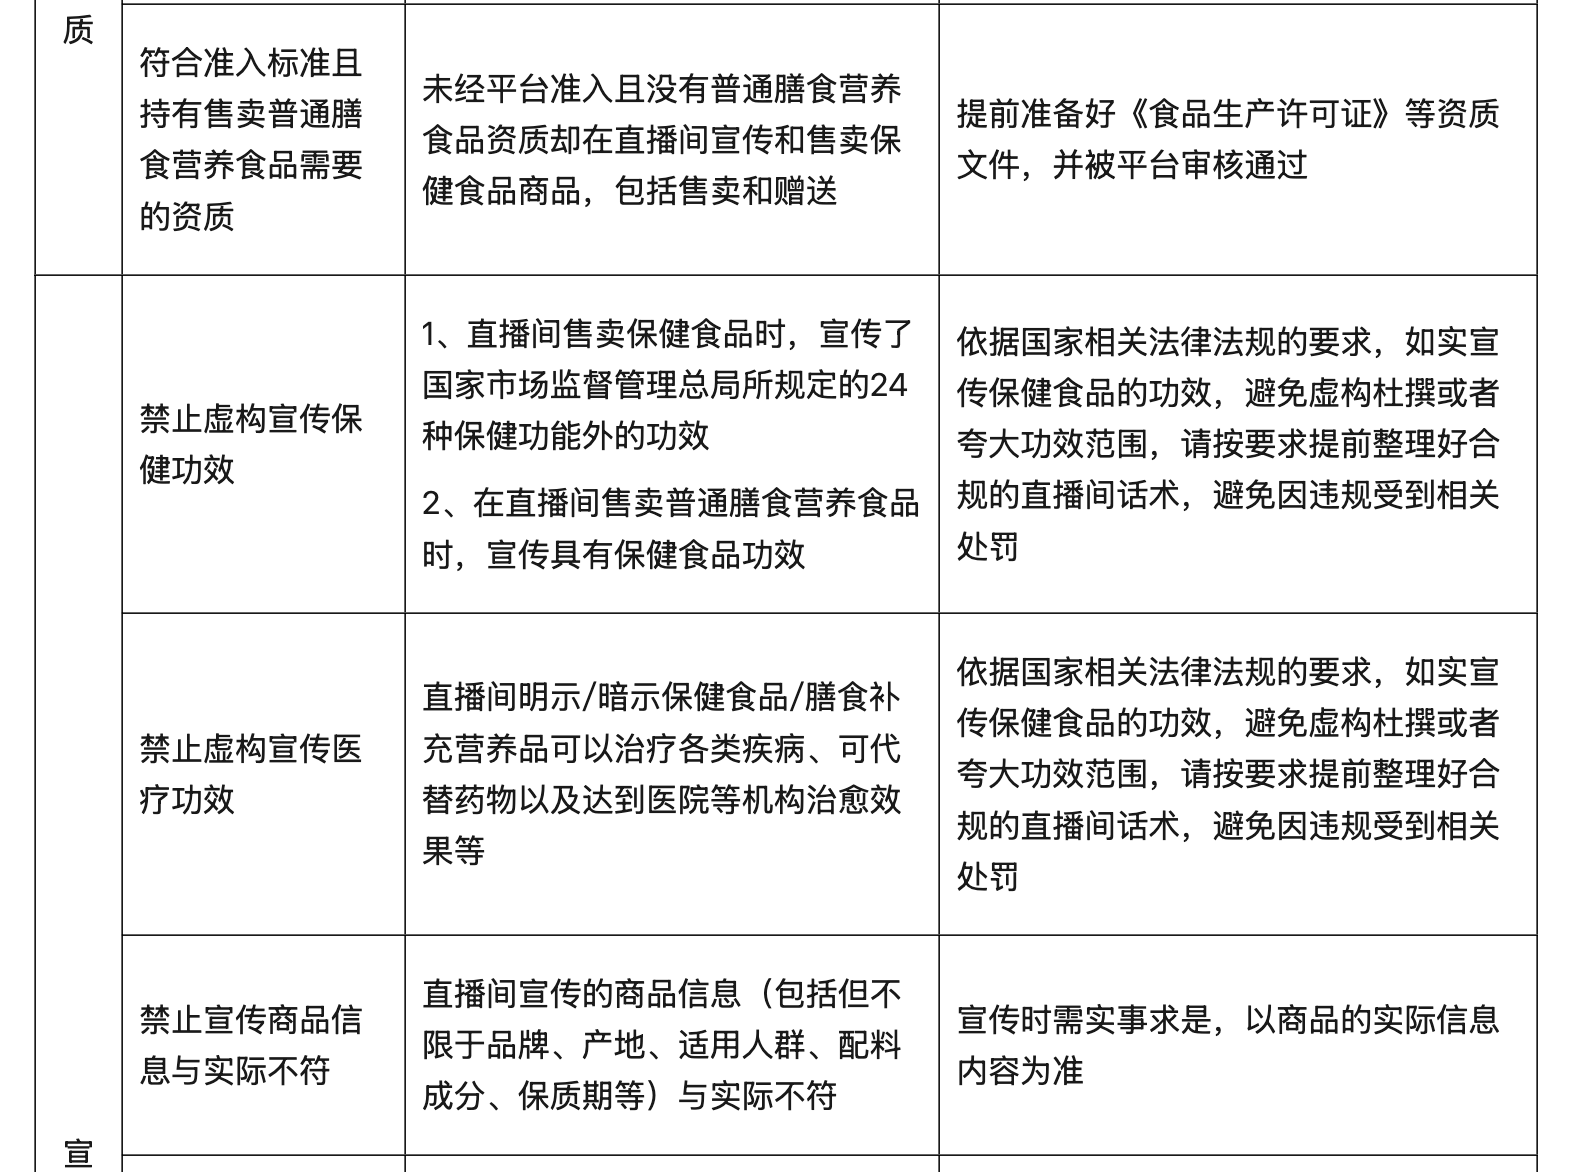 质
符合准入标准且
持有售卖普通膳
食营养食品需要
的资质
未经平台准入且没有普通膳食营养
食品资质却在直播间宣传和售卖保
健食品商品，包括售卖和赠送
提前准备好《食品生产许可证》等资质
文件，并被平台审核通过
禁止虚构宣传保
健功效
1、直播间售卖保健食品时，宣传了
国家市场监督管理总局所规定的24
种保健功能外的功效
2、在直播间售卖普通膳食营养食品
时，宣传具有保健食品功效
依据国家相关法律法规的要求，如实宣
传保健食品的功效，避免虚构杜撰或者
夸大功效范围，请按要求提前整理好合
规的直播间话术，避免因违规受到相关
处罚
禁止虚构宣传医
疗功效
直播间明示/暗示保健食品/膳食补
充营养品可以治疗各类疾病、可代
替药物以及达到医院等机构治愈效
果等
依据国家相关法律法规的要求，如实宣
传保健食品的功效，避免虚构杜撰或者
夸大功效范围，请按要求提前整理好合
规的直播间话术，避免因违规受到相关
处罚
禁止宣传商品信
息与实际不符
直播间宣传的商品信息（包括但不
限于品牌、产地、适用人群、配料
成分、保质期等）与实际不符
宣传时需实事求是，以商品的实际信息
内容为准
宣